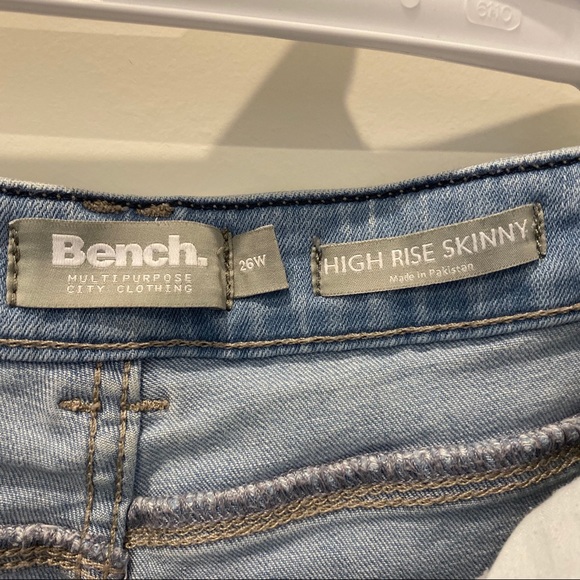 Bench.
MULTIPURPOSE
CITY CLOTHING
26W
HIGH RISE SKINNY
Made in Pakistan